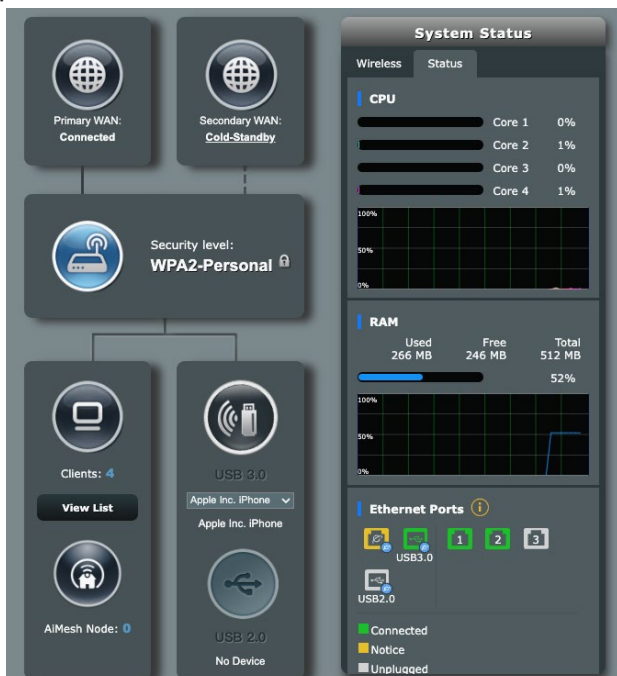 Primary WAN:
Connected
Secondary WAN:
Cold-Standby
Security level:
WPA2-Personal
Clients: 4
View List
AiMesh Node: 0
USB 3.0
Apple Inc. iPhone
Apple Inc. iPhone
USB 2.0
No Device
System Status
Wireless Status
CPU
Core 1 0%
Core 2 1%
Core 3 0%
Core 4 1%
100%
50%
0%
RAM
Used Free Total
266 MB 246 MB 512 MB
52%
100%
50%
0%
Ethernet Ports
1 2 3
USB3.0
USB2.0
Connected
Notice
Unplugged